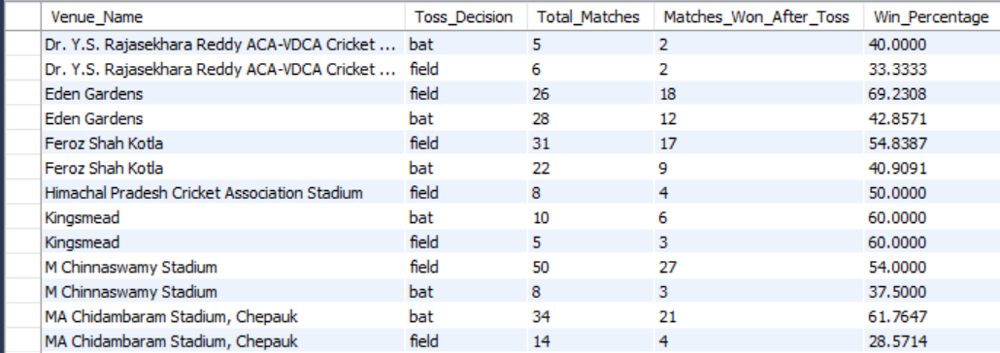 Venue_Name Toss_Decision Total_Matches Matches_Won_After_Toss Win_Percentage
Dr. Y.S. Rajasekhara Reddy ACA-VDCA Cricket ... bat 5 2 40.0000
Dr. Y.S. Rajasekhara Reddy ACA-VDCA Cricket ... field 6 2 33.3333
Eden Gardens field 26 18 69.2308
Eden Gardens bat 28 12 42.8571
Feroz Shah Kotla field 31 17 54.8387
Feroz Shah Kotla bat 22 9 40.9091
Himachal Pradesh Cricket Association Stadium field 8 4 50.0000
Kingsmead bat 10 6 60.0000
Kingsmead field 5 3 60.0000
M Chinnaswamy Stadium field 50 27 54.0000
M Chinnaswamy Stadium bat 8 3 37.5000
MA Chidambaram Stadium, Chepauk bat 34 21 61.7647
MA Chidambaram Stadium, Chepauk field 14 4 28.5714